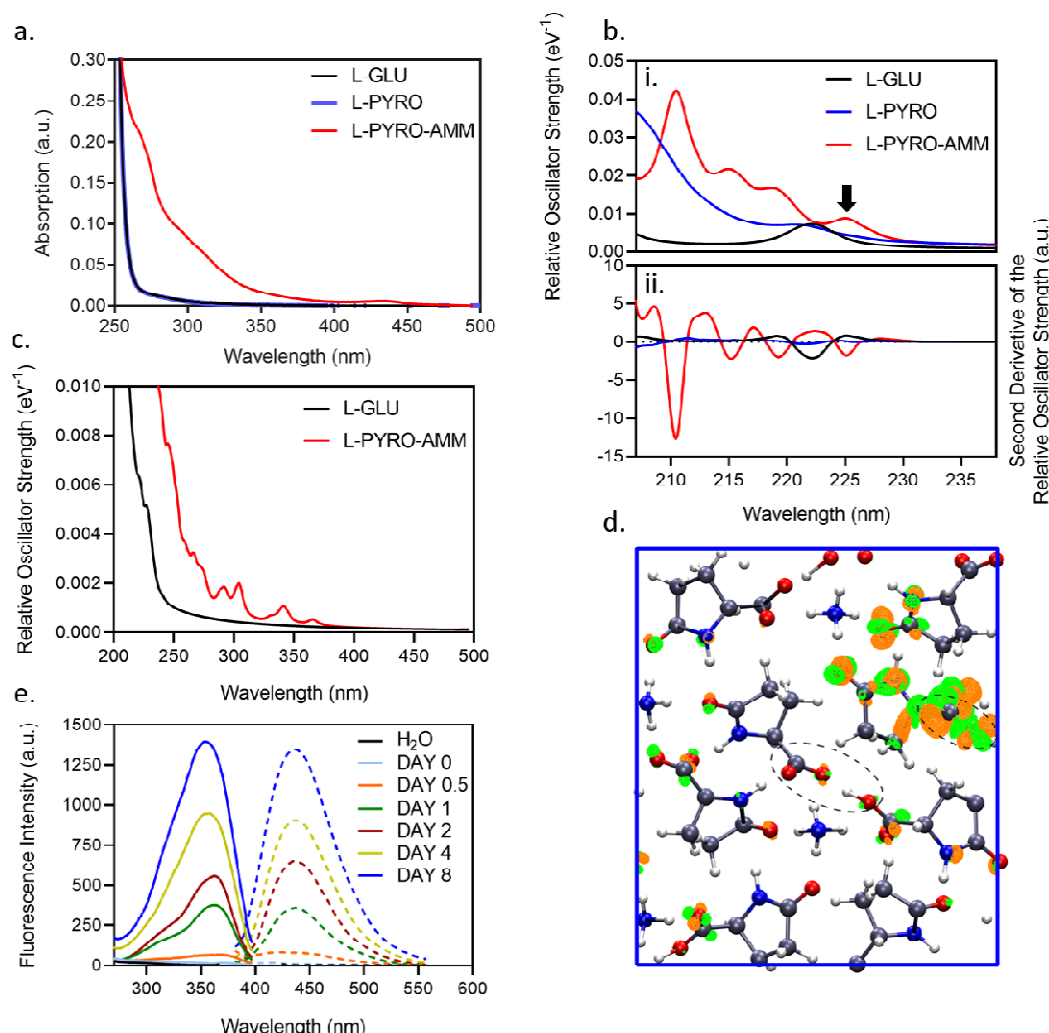 a.
Absorption (a.u.)
0.30
0.25
0.20
0.15
0.10
0.05
0.00
L GLU
L-PYRO
L-PYRO-AMM
250 300 350 400 450 500
Wavelength (nm)
b.
Relative Oscillator Strength (eV⁻¹)
i.
0.05
0.04
0.03
0.02
0.01
0.00
L-GLU
L-PYRO
L-PYRO-AMM
ii.
10
5
0
-5
-10
-15
Second Derivative of the
Relative Oscillator Strength (a.u.)
210 215 220 225 230 235
Wavelength (nm)
c.
Relative Oscillator Strength (eV⁻¹)
0.010
0.008
0.006
0.004
0.002
0.000
L-GLU
L-PYRO-AMM
200 250 300 350 400 450 500
Wavelength (nm)
d.
e.
Fluorescence Intensity (a.u.)
1500
1250
1000
750
500
250
0
H₂O
DAY 0
DAY 0.5
DAY 1
DAY 2
DAY 4
DAY 8
300 350 400 450 500 550 600
Wavelength (nm)